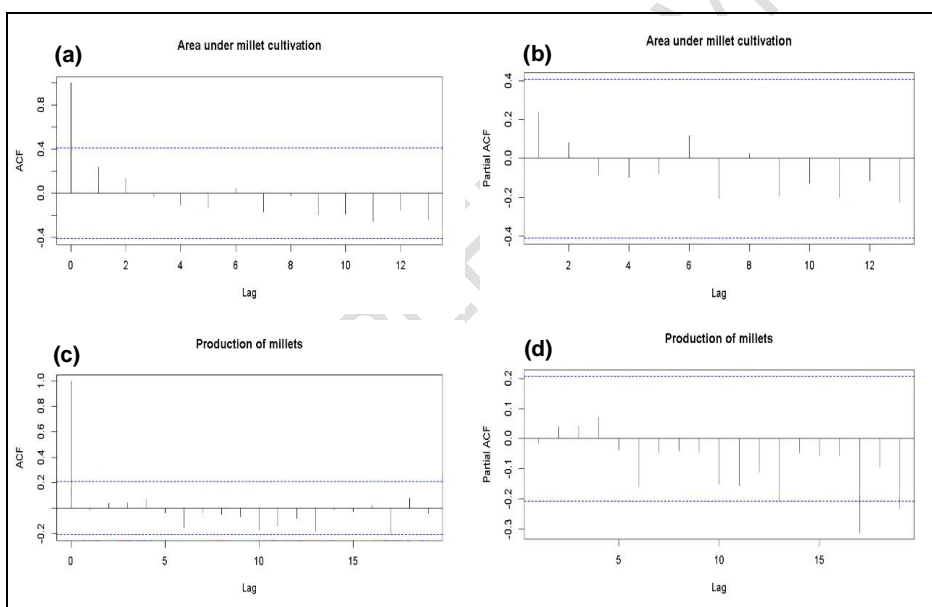 (a)
Area under millet cultivation
ACF
-0.4 0.0 0.4 0.8
0 2 4 6 8 10 12
Lag
(b)
Area under millet cultivation
Partial ACF
-0.4 -0.2 0.0 0.2 0.4
2 4 6 8 10 12
Lag
(c)
Production of millets
ACF
-0.2 0.2 0.4 0.6 0.8 1.0
0 5 10 15
Lag
(d)
Production of millets
Partial ACF
-0.3 -0.2 -0.1 0.0 0.1 0.2
5 10 15
Lag